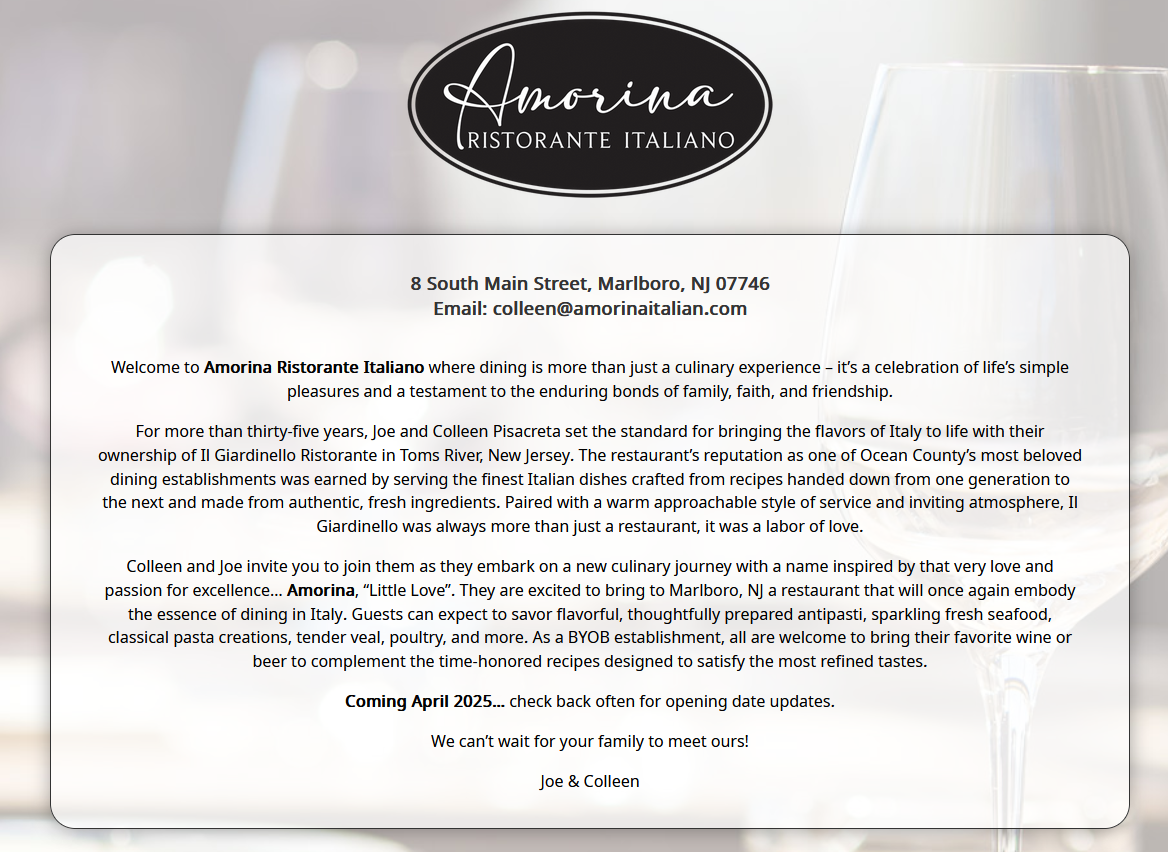 Amorina
RISTORANTE ITALIANO
8 South Main Street, Marlboro, NJ 07746
Email: colleen@amorinaitalian.com
Welcome to Amorina Ristorante Italiano where dining is more than just a culinary experience – it’s a celebration of life’s simple
pleasures and a testament to the enduring bonds of family, faith, and friendship.
For more than thirty-five years, Joe and Colleen Pisacreta set the standard for bringing the flavors of Italy to life with their
ownership of Il Giardinello Ristorante in Toms River, New Jersey. The restaurant’s reputation as one of Ocean County’s most beloved
dining establishments was earned by serving the finest Italian dishes crafted from recipes handed down from one generation to
the next and made from authentic, fresh ingredients. Paired with a warm approachable style of service and inviting atmosphere, Il
Giardinello was always more than just a restaurant, it was a labor of love.
Colleen and Joe invite you to join them as they embark on a new culinary journey with a name inspired by that very love and
passion for excellence... Amorina, “Little Love”. They are excited to bring to Marlboro, NJ a restaurant that will once again embody
the essence of dining in Italy. Guests can expect to savor flavorful, thoughtfully prepared antipasti, sparkling fresh seafood,
classical pasta creations, tender veal, poultry, and more. As a BYOB establishment, all are welcome to bring their favorite wine or
beer to complement the time-honored recipes designed to satisfy the most refined tastes.
Coming April 2025... check back often for opening date updates.
We can’t wait for your family to meet ours!
Joe & Colleen